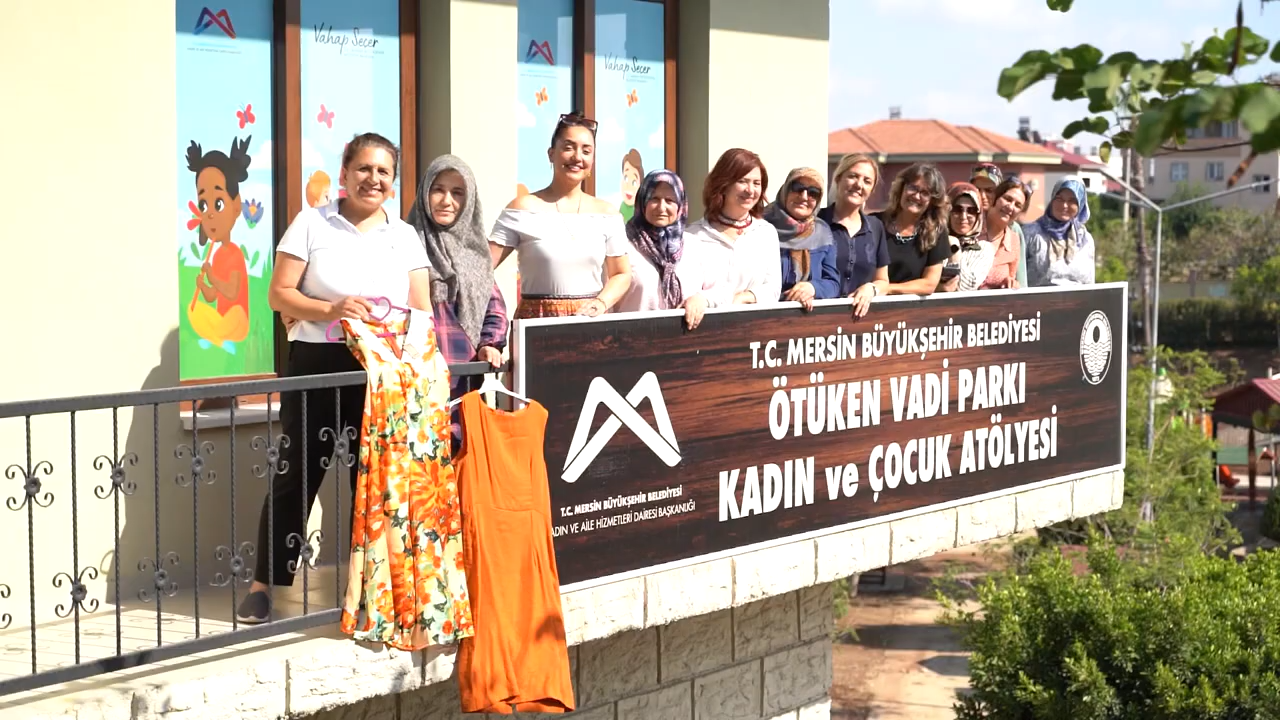 Vahap Seçer
Vahap Seçer
T.C. MERSİN BÜYÜKŞEHİR BELEDİYESİ
ÖTÜKEN VADİ PARKI
KADIN ve ÇOCUK ATÖLYESİ
T.C. MERSİN BÜYÜKŞEHİR BELEDİYESİ
ADIN VE AİLE HİZMETLERİ DAİRESİ BAŞKANLIĞI